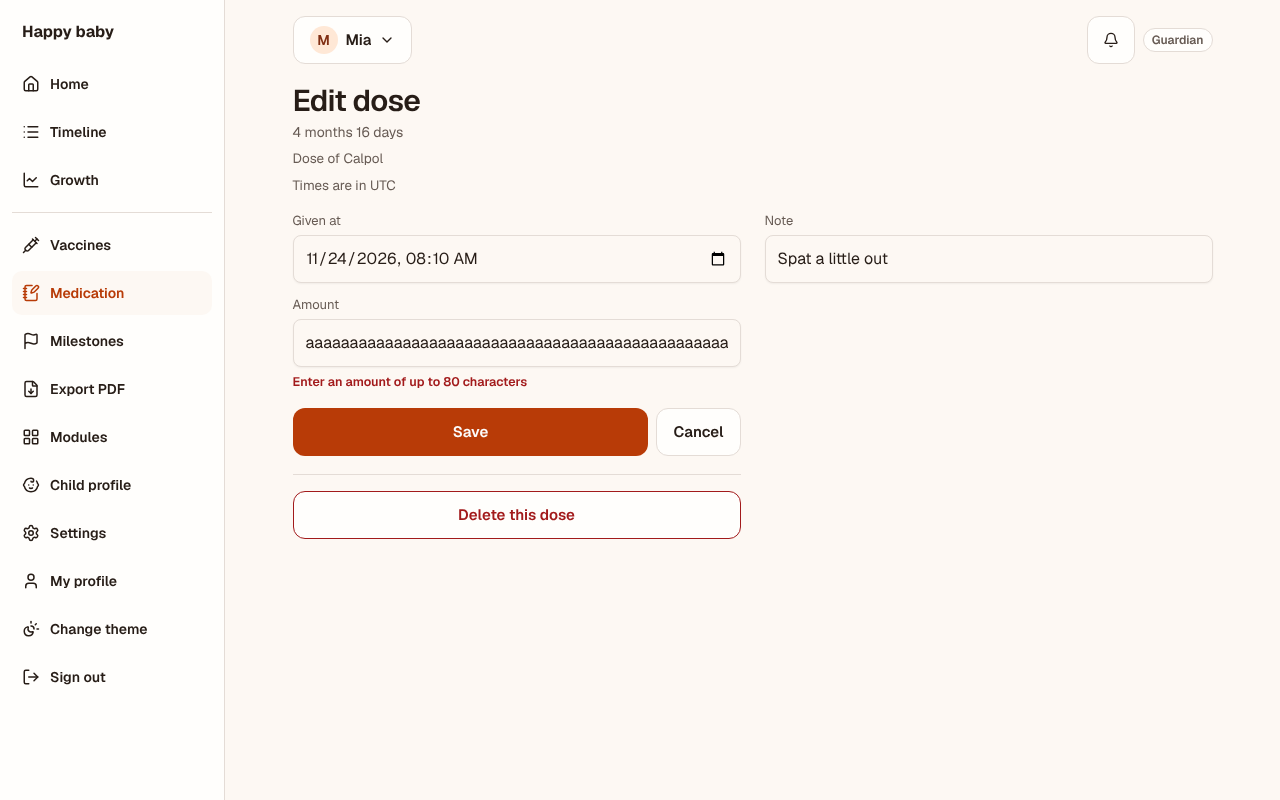 Happy baby
Home
Timeline
Growth
Vaccines
Medication
Milestones
Export PDF
Modules
Child profile
Settings
My profile
Change theme
Sign out
M Mia
Guardian
Edit dose
4 months 16 days
Dose of Calpol
Times are in UTC
Given at
11/24/2026, 08:10 AM
Note
Spat a little out
Amount
aaaaaaaaaaaaaaaaaaaaaaaaaaaaaaaaaaaaaaaaaaaaaaaa
Enter an amount of up to 80 characters
Save
Cancel
Delete this dose